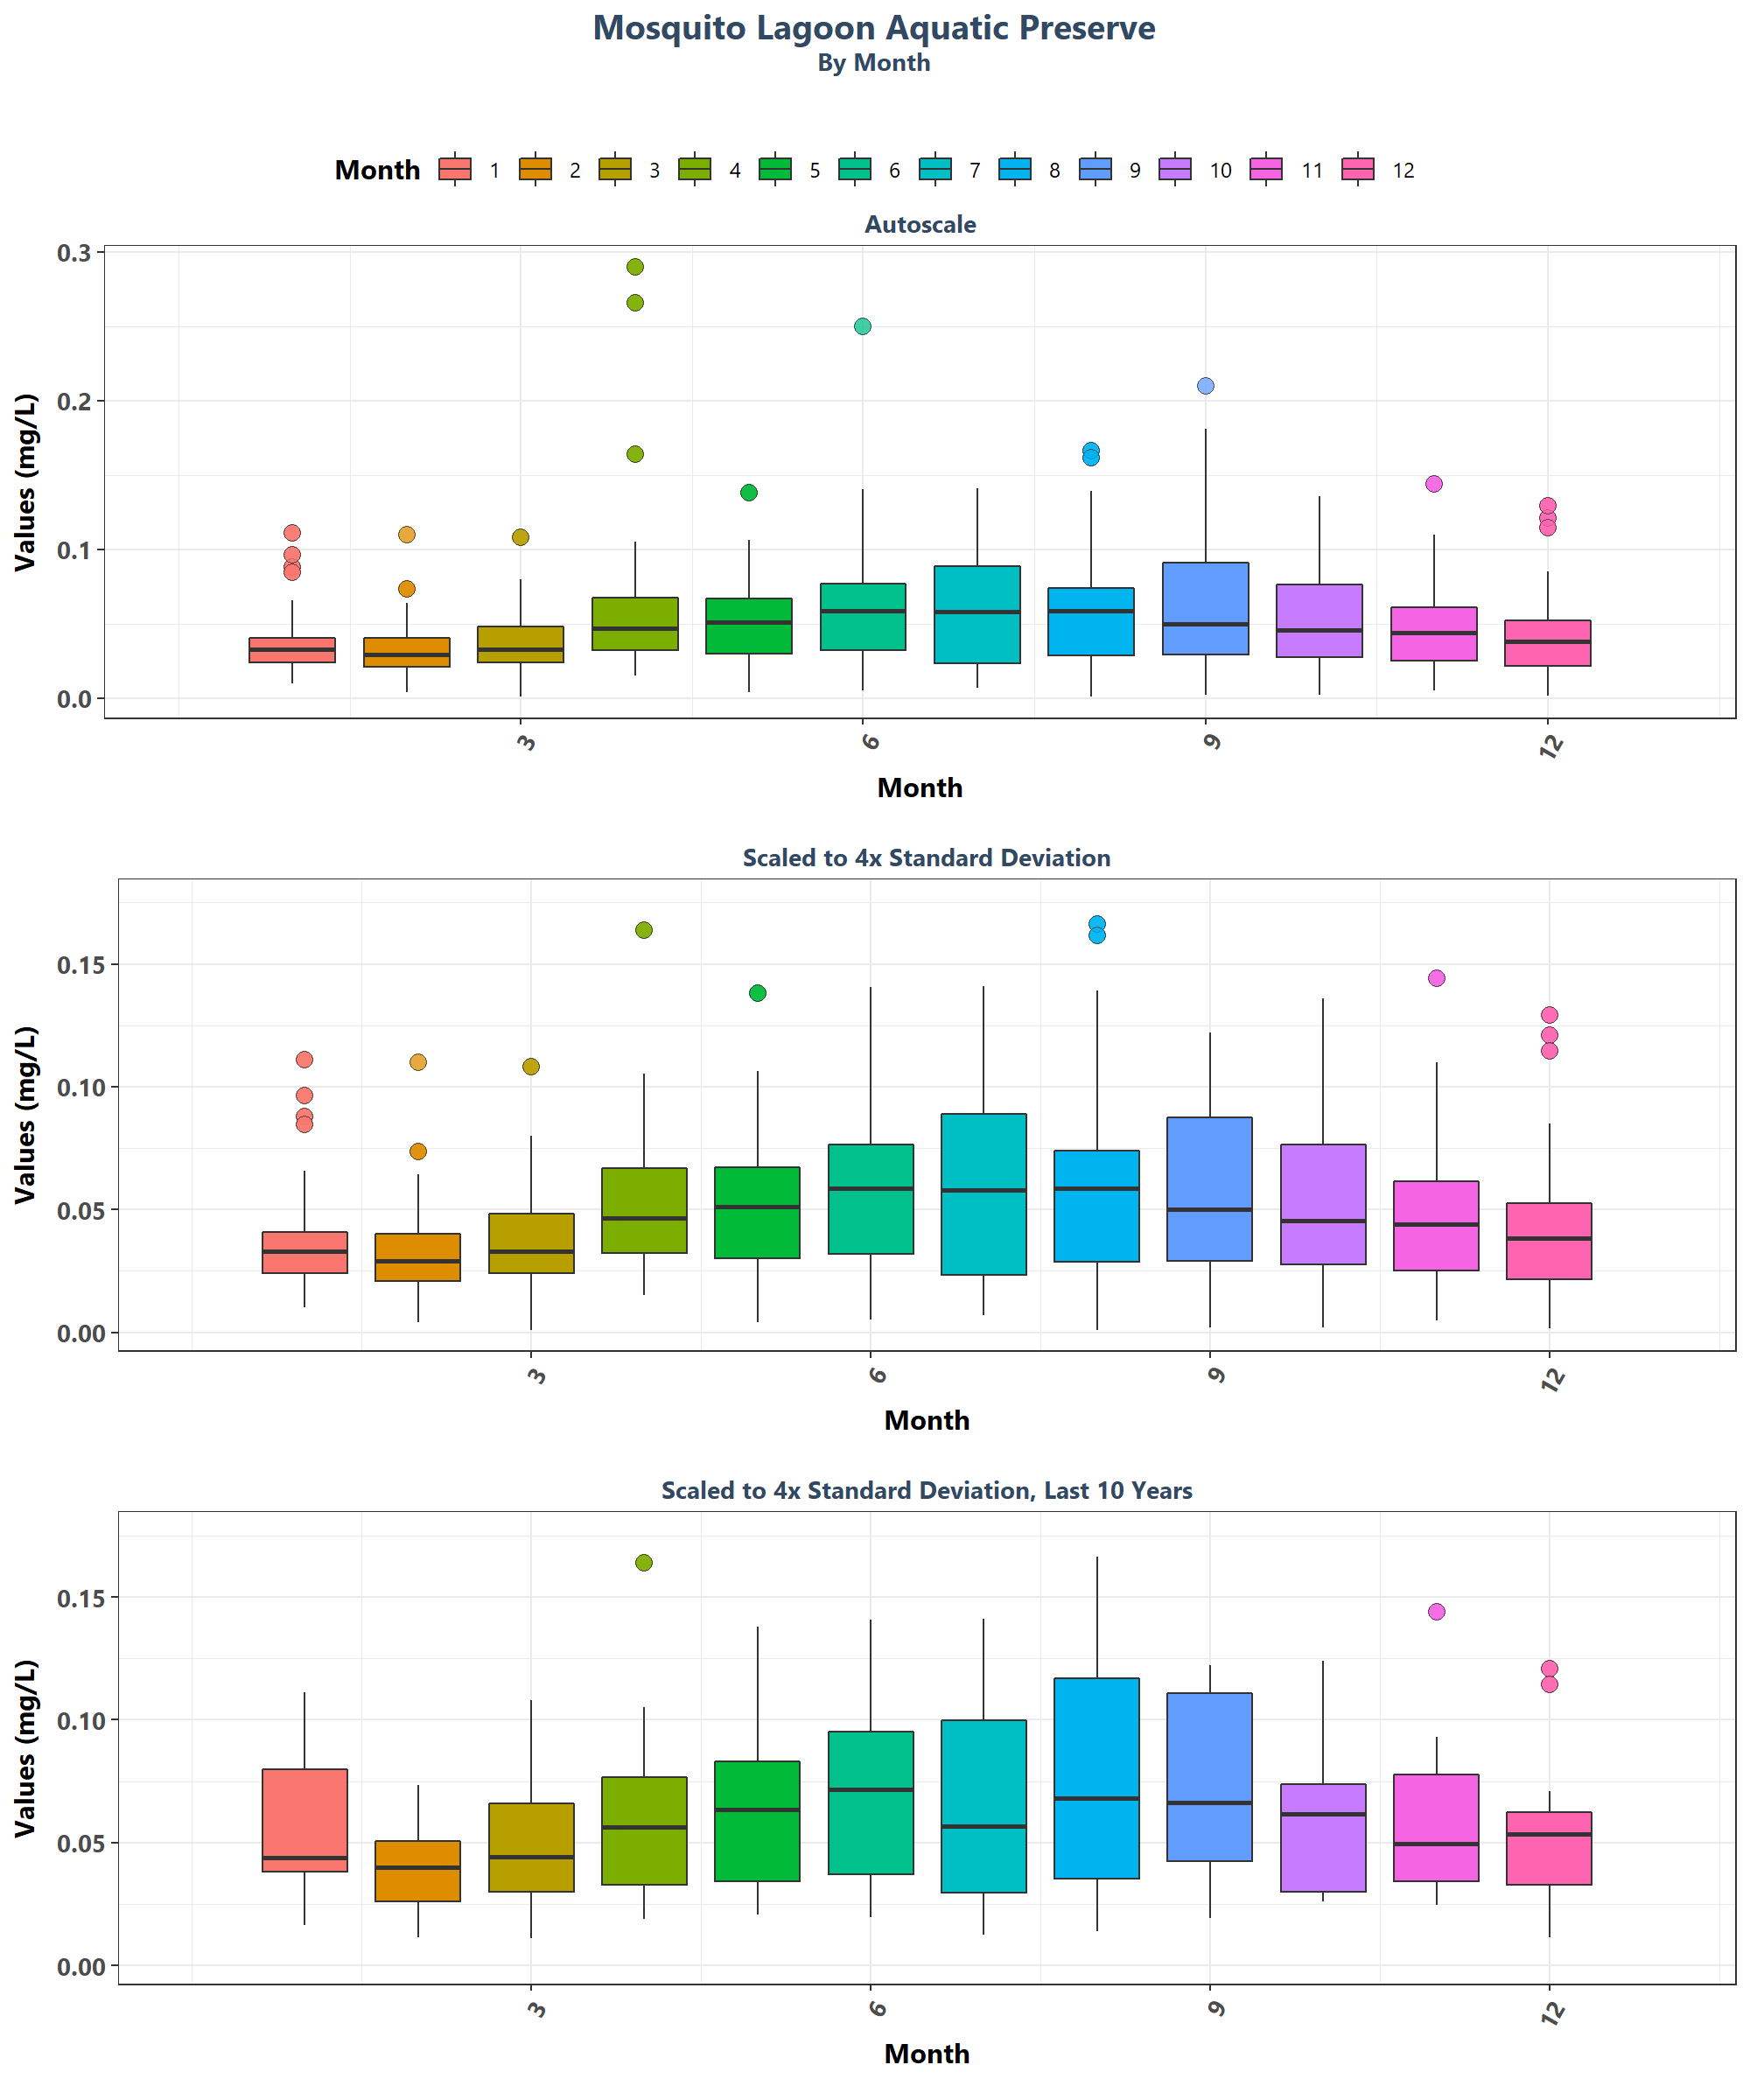 Mosquito Lagoon Aquatic Preserve
By Month
Month 1 2 3 4 5 6 7 8 9 10 11 12
Autoscale
Values (mg/L)
0.3
0.2
0.1
0.0
3 6 9 12
Month
Scaled to 4x Standard Deviation
Values (mg/L)
0.15
0.10
0.05
0.00
3 6 9 12
Month
Scaled to 4x Standard Deviation, Last 10 Years
Values (mg/L)
0.15
0.10
0.05
0.00
3 6 9 12
Month